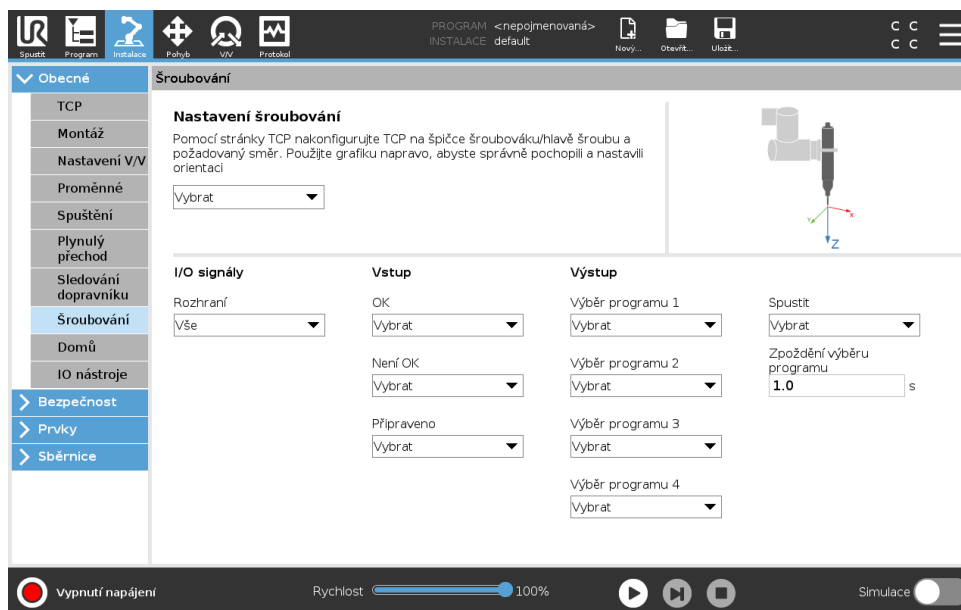 UR
Spustit
Program
Instalace
Pohyb
V/V
Protokol
PROGRAM <nepojmenovaná>
INSTALACE default
Nový...
Otevřít...
Uložit...
C C
C C
Obecné
TCP
Montáž
Nastavení V/V
Proměnné
Spuštění
Plynulý
přechod
Sledování
dopravníku
Šroubování
Domů
IO nástroje
Bezpečnost
Prvky
Sběrnice
Šroubování
Nastavení šroubování
Pomocí stránky TCP nakonfigurujte TCP na špičce šroubováku/hlavě šroubu a
požadovaný směr. Použijte grafiku napravo, abyste správně pochopili a nastavili
orientaci
Vybrat
X
Y
Z
I/O signály
Rozhraní
Vše
Vstup
OK
Vybrat
Není OK
Vybrat
Připraveno
Vybrat
Výstup
Výběr programu 1
Vybrat
Výběr programu 2
Vybrat
Výběr programu 3
Vybrat
Výběr programu 4
Vybrat
Spustit
Vybrat
Zpoždění výběru
programu
1.0 s
Vypnutí napájení
Rychlost 100%
Simulace